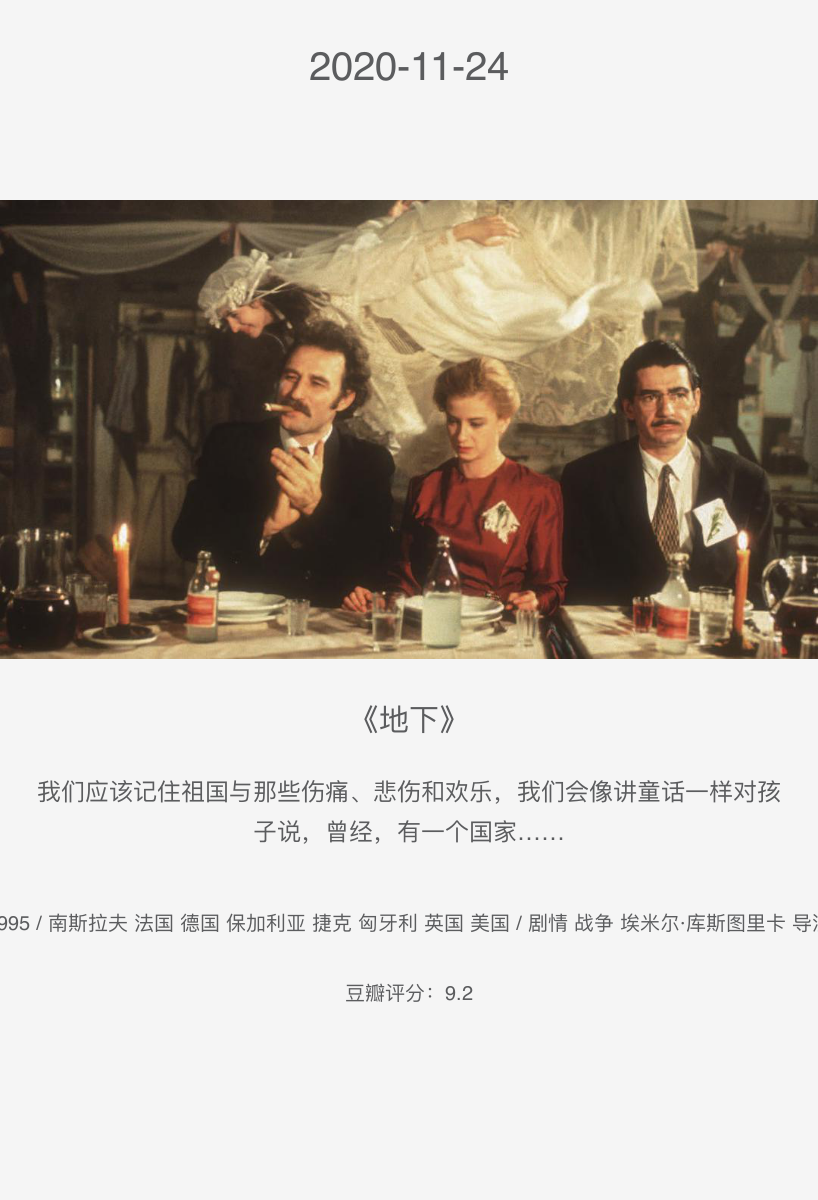 2020-11-24
《地下》
我们应该记住祖国与那些伤痛、悲伤和欢乐，我们会像讲童话一样对孩
子说，曾经，有一个国家……
995 / 南斯拉夫 法国 德国 保加利亚 捷克 匈牙利 英国 美国 / 剧情 战争 埃米尔·库斯图里卡 导
豆瓣评分：9.2